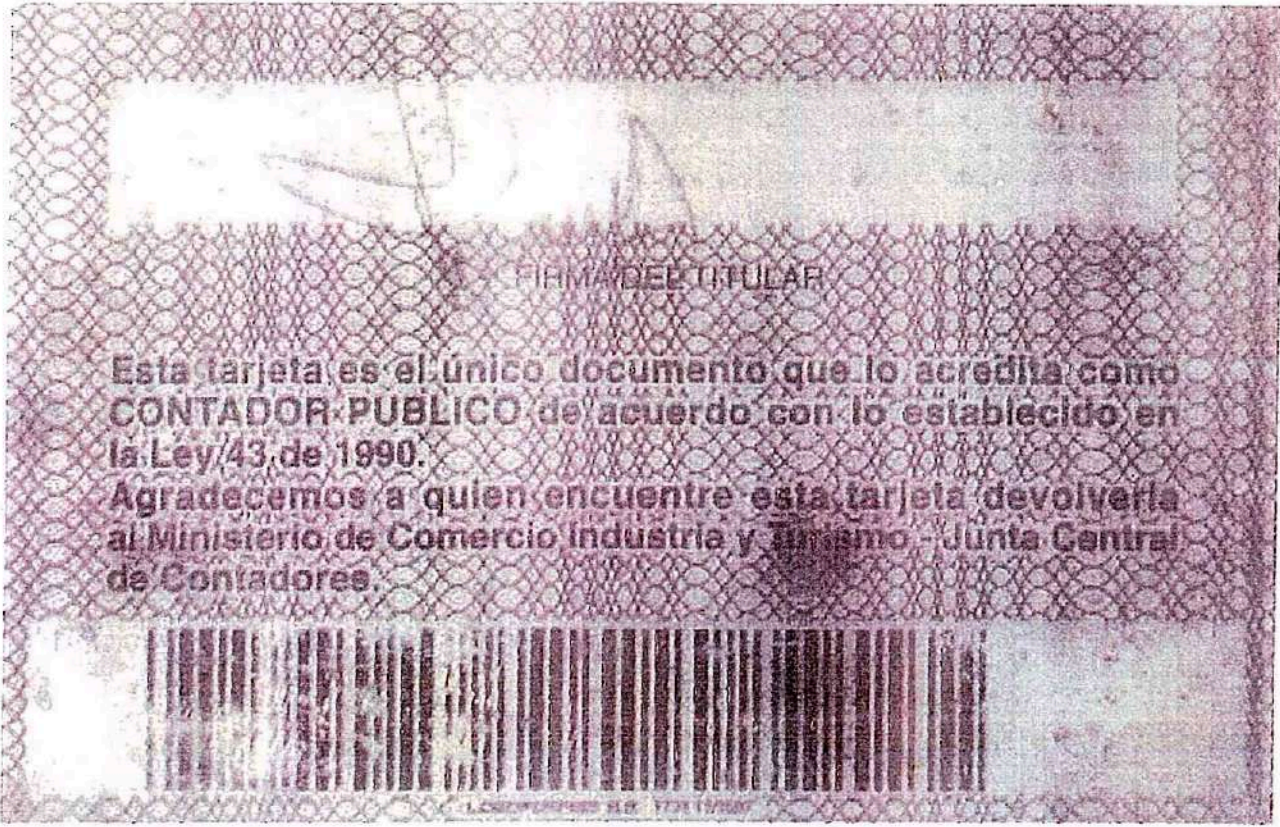 FIRMA DEL TITULAR
Esta tarjeta es el único documento que lo acredita como
CONTADOR PUBLICO de acuerdo con lo establecido en
la Ley 43 de 1990.
Agradecemos a quien encuentre esta tarjeta devolverla
al Ministerio de Comercio Industria y Turismo - Junta Central
de Contadores.